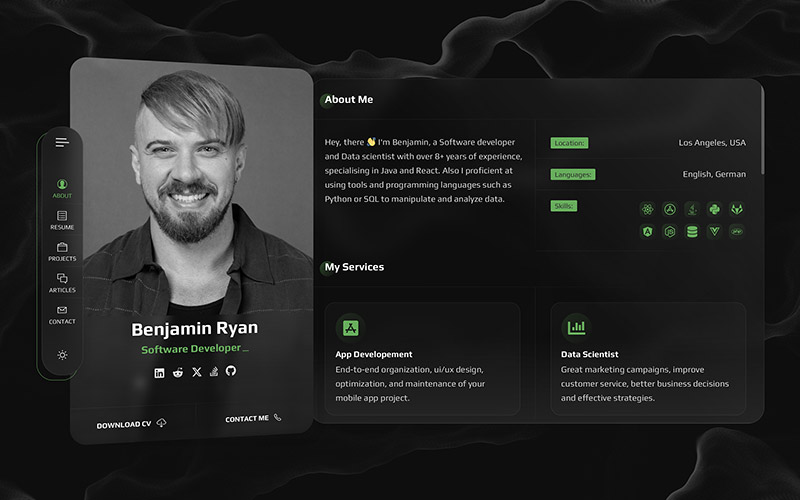 ABOUT
RESUME
PROJECTS
ARTICLES
CONTACT
Benjamin Ryan
Software Developer_
DOWNLOAD CV
CONTACT ME
About Me
Hey, there 👋 I'm Benjamin, a Software developer
and Data scientist with over 8+ years of experience,
specialising in Java and React. Also I proficient at
using tools and programming languages such as
Python or SQL to manipulate and analyze data.
Location:
Los Angeles, USA
Languages:
English, German
Skills:
My Services
App Developement
End-to-end organization, ui/ux design,
optimization, and maintenance of your
mobile app project.
Data Scientist
Great marketing campaigns, improve
customer service, better business decisions
and effective strategies.